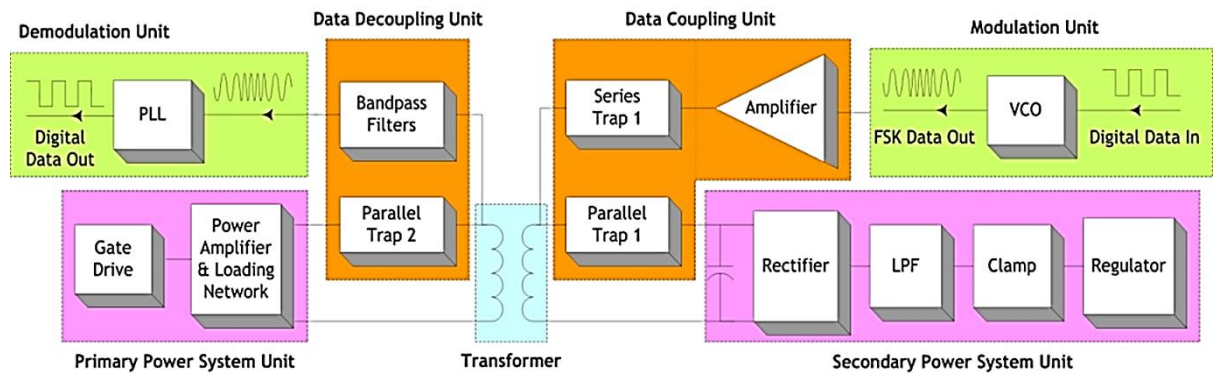 Demodulation Unit
Data Decoupling Unit
Data Coupling Unit
Modulation Unit
PLL
Digital
Data Out
Bandpass
Filters
Series
Trap 1
Amplifier
FSK Data Out
VCO
Digital Data In
Gate
Drive
Power
Amplifier
& Loading
Network
Parallel
Trap 2
Parallel
Trap 1
Rectifier
LPF
Clamp
Regulator
Primary Power System Unit
Transformer
Secondary Power System Unit